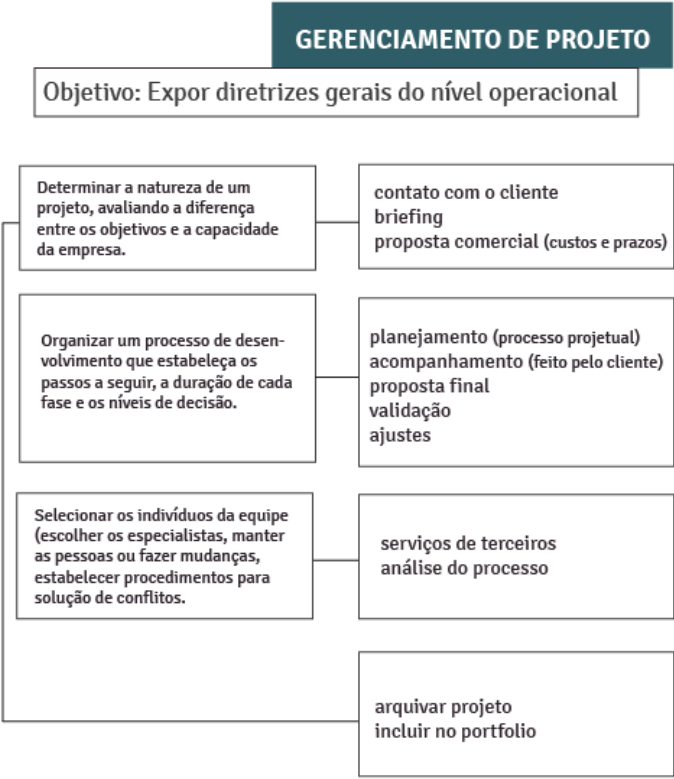 GERENCIAMENTO DE PROJETO
Objetivo: Expor diretrizes gerais do nível operacional
Determinar a natureza de um
projeto, avaliando a diferença
entre os objetivos e a capacidade
da empresa.
contato com o cliente
briefing
proposta comercial (custos e prazos)
Organizar um processo de desen-
volvimento que estabeleça os
passos a seguir, a duração de cada
fase e os níveis de decisão.
planejamento (processo projetual)
acompanhamento (feito pelo cliente)
proposta final
validação
ajustes
Selecionar os indivíduos da equipe
(escolher os especialistas, manter
as pessoas ou fazer mudanças,
estabelecer procedimentos para
solução de conflitos.
serviços de terceiros
análise do processo
arquivar projeto
incluir no portfolio